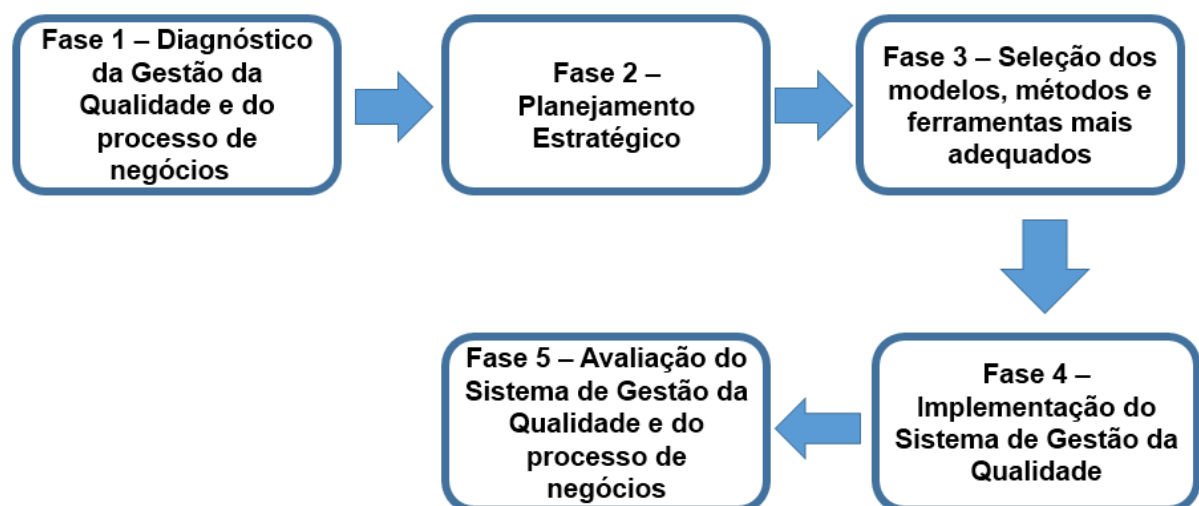 Fase 1 – Diagnóstico
da Gestão da
Qualidade e do
processo de
negócios
Fase 2 –
Planejamento
Estratégico
Fase 3 – Seleção dos
modelos, métodos e
ferramentas mais
adequados
Fase 4 –
Implementação do
Sistema de Gestão da
Qualidade
Fase 5 – Avaliação do
Sistema de Gestão da
Qualidade e do
processo de
negócios